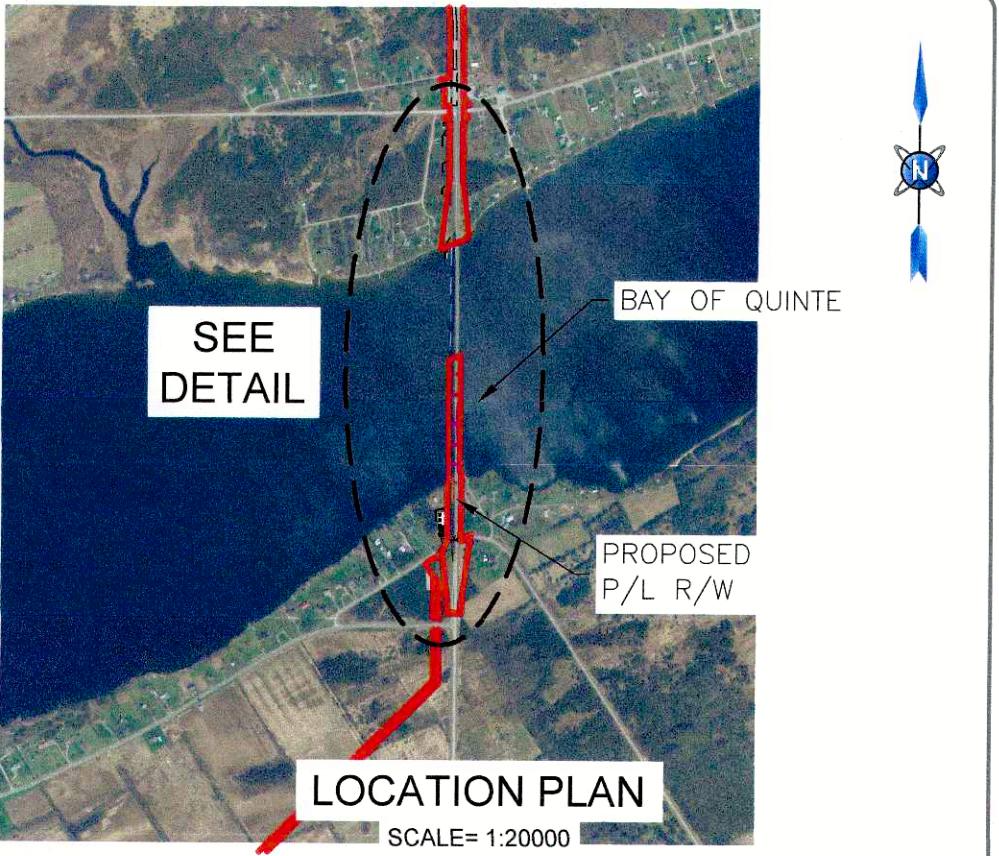 N
SEE
DETAIL
BAY OF QUINTE
PROPOSED
P/L R/W
LOCATION PLAN
SCALE= 1:20000